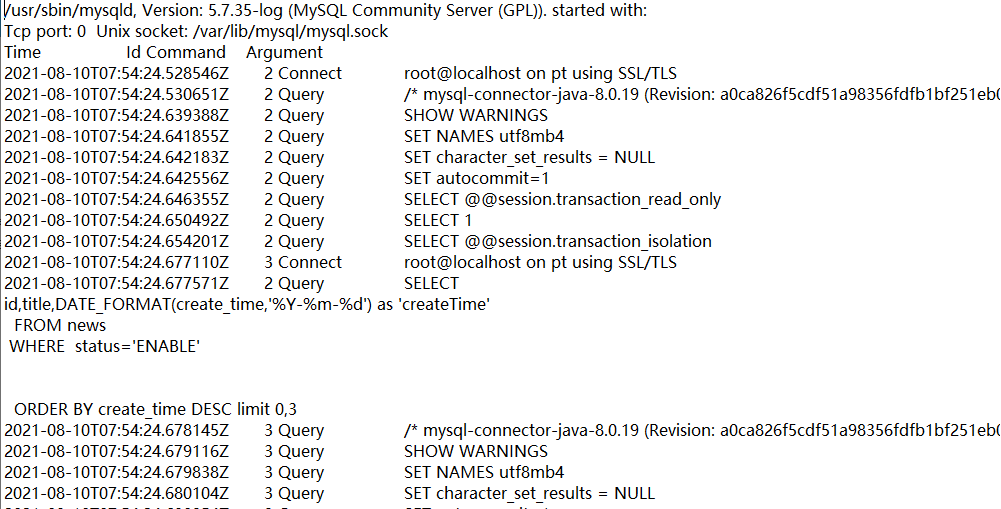 /usr/sbin/mysqld, Version: 5.7.35-log (MySQL Community Server (GPL)). started with:
Tcp port: 0  Unix socket: /var/lib/mysql/mysql.sock
Time                 Id Command    Argument
2021-08-10T07:54:24.528546Z        2 Connect        root@localhost on pt using SSL/TLS
2021-08-10T07:54:24.530651Z        2 Query        /* mysql-connector-java-8.0.19 (Revision: a0ca826f5cdf51a98356fdfb1bf251eb0
2021-08-10T07:54:24.639388Z        2 Query        SHOW WARNINGS
2021-08-10T07:54:24.641855Z        2 Query        SET NAMES utf8mb4
2021-08-10T07:54:24.642183Z        2 Query        SET character_set_results = NULL
2021-08-10T07:54:24.642556Z        2 Query        SET autocommit=1
2021-08-10T07:54:24.646355Z        2 Query        SELECT @@session.transaction_read_only
2021-08-10T07:54:24.650492Z        2 Query        SELECT 1
2021-08-10T07:54:24.654201Z        2 Query        SELECT @@session.transaction_isolation
2021-08-10T07:54:24.677110Z        3 Connect        root@localhost on pt using SSL/TLS
2021-08-10T07:54:24.677571Z        2 Query        SELECT
id,title,DATE_FORMAT(create_time,'%Y-%m-%d') as 'createTime'
FROM news
WHERE  status='ENABLE'
ORDER BY create_time DESC limit 0,3
2021-08-10T07:54:24.678145Z        3 Query        /* mysql-connector-java-8.0.19 (Revision: a0ca826f5cdf51a98356fdfb1bf251eb0
2021-08-10T07:54:24.679116Z        3 Query        SHOW WARNINGS
2021-08-10T07:54:24.679838Z        3 Query        SET NAMES utf8mb4
2021-08-10T07:54:24.680104Z        3 Query        SET character_set_results = NULL